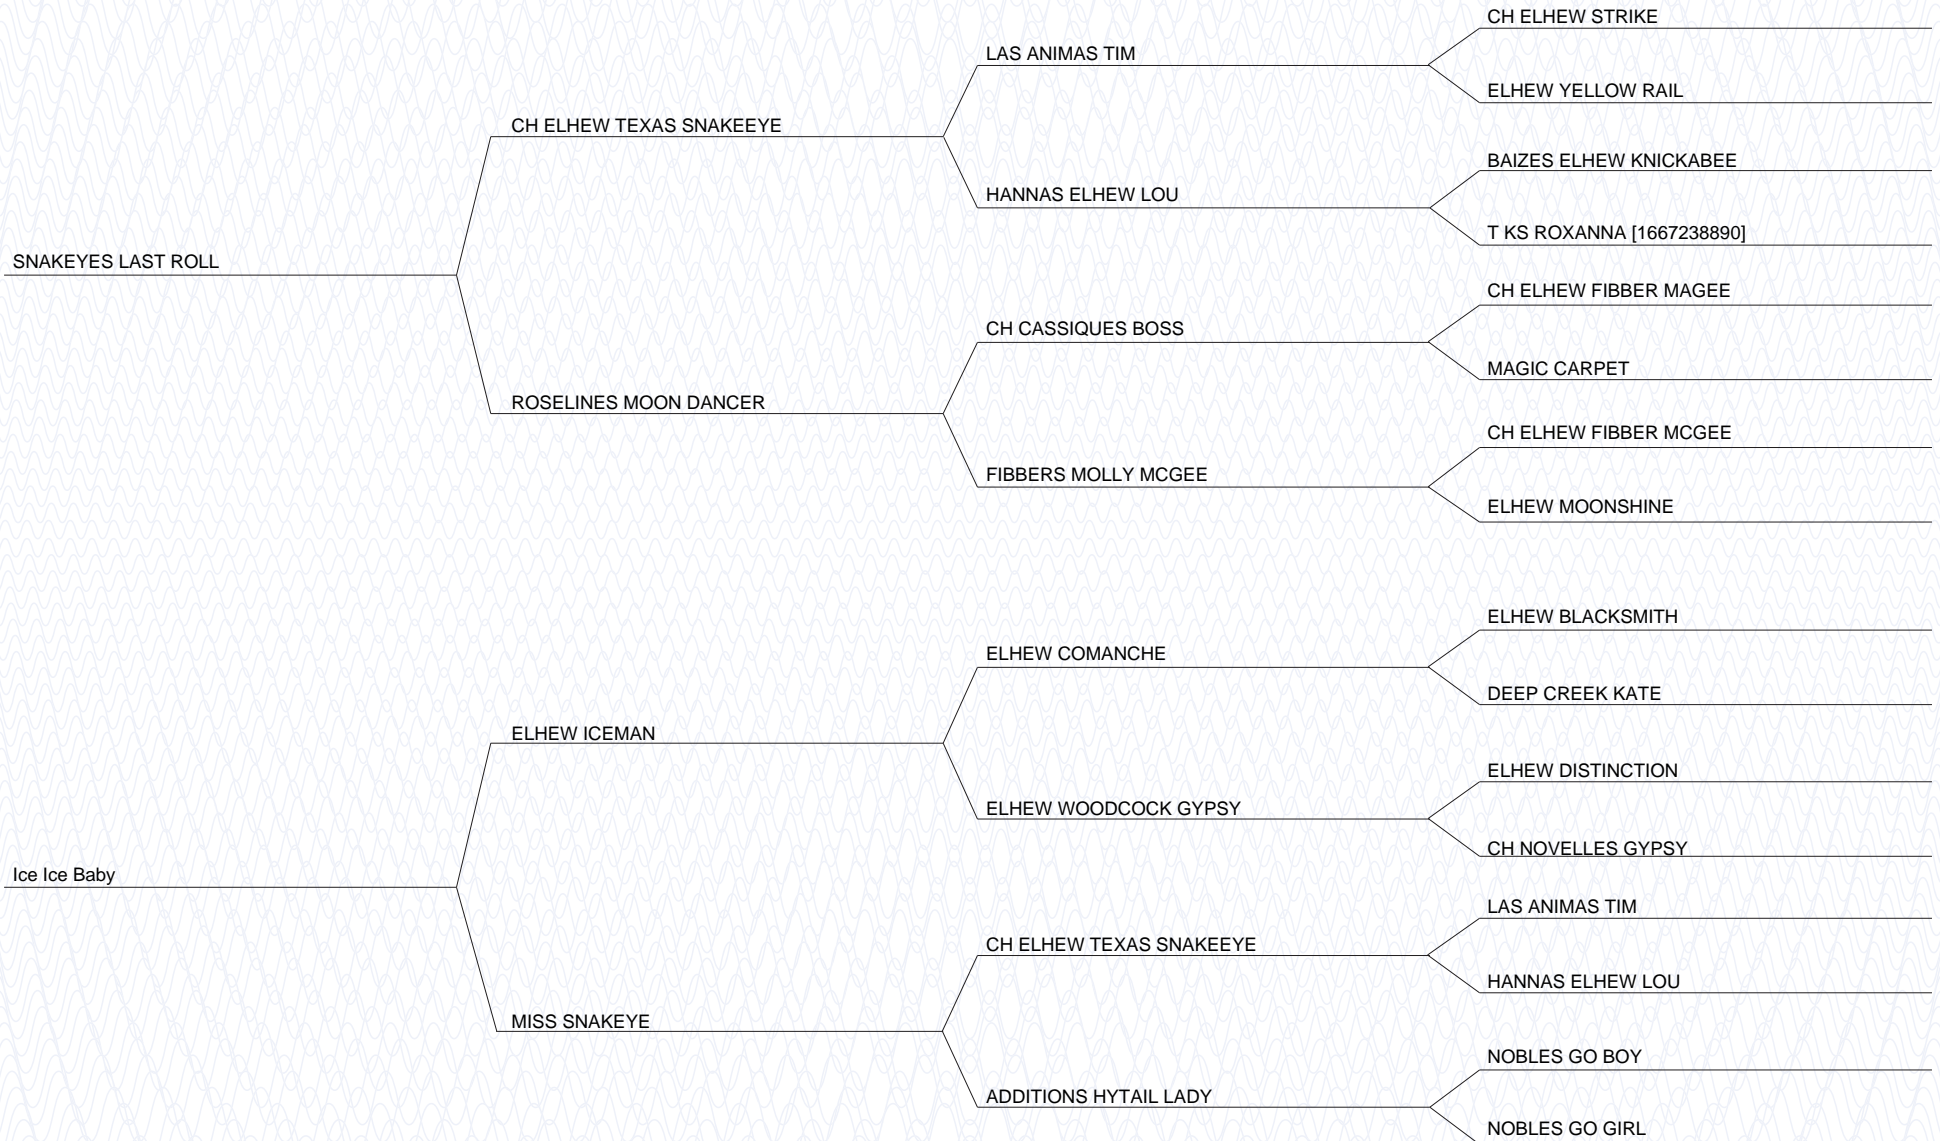 CH ELHEW STRIKE
LAS ANIMAS TIM
ELHEW YELLOW RAIL
CH ELHEW TEXAS SNAKEEYE
BAIZES ELHEW KNICKABEE
HANNAS ELHEW LOU
T KS ROXANNA [1667238890]
SNAKEYES LAST ROLL
CH ELHEW FIBBER MAGEE
CH CASSIQUES BOSS
MAGIC CARPET
ROSELINES MOON DANCER
CH ELHEW FIBBER MCGEE
FIBBERS MOLLY MCGEE
ELHEW MOONSHINE
ELHEW BLACKSMITH
ELHEW COMANCHE
DEEP CREEK KATE
ELHEW ICEMAN
ELHEW DISTINCTION
ELHEW WOODCOCK GYPSY
CH NOVELLES GYPSY
Ice Ice Baby
LAS ANIMAS TIM
CH ELHEW TEXAS SNAKEEYE
HANNAS ELHEW LOU
MISS SNAKEYE
NOBLES GO BOY
ADDITIONS HYTAIL LADY
NOBLES GO GIRL